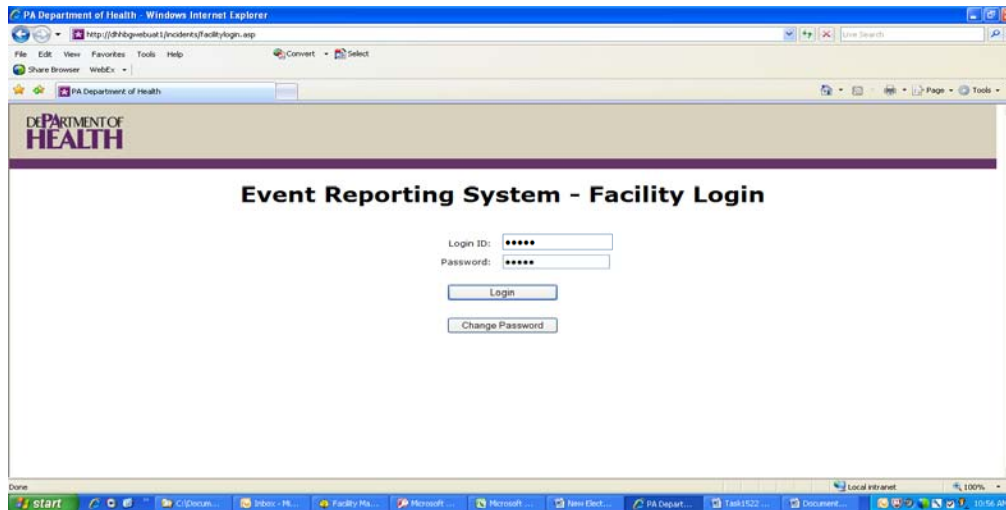 PA Department of Health - Windows Internet Explorer
http://dhhbgwebuat1/incidents/facilitylogin.asp
Live Search
File Edit View Favorites Tools Help
Convert Select
Share Browser WebEx
PA Department of Health
Page Tools
DEPARTMENT OF
HEALTH
Event Reporting System - Facility Login
Login ID: •••••
Password: •••••
Login
Change Password
Done
Local intranet
100%
start
C:\Docum...
Inbox - Mi...
Facility Ma...
Microsoft ...
Microsoft ...
New Elect...
PA Depart...
Task1522 ...
Document...
10:56 AM